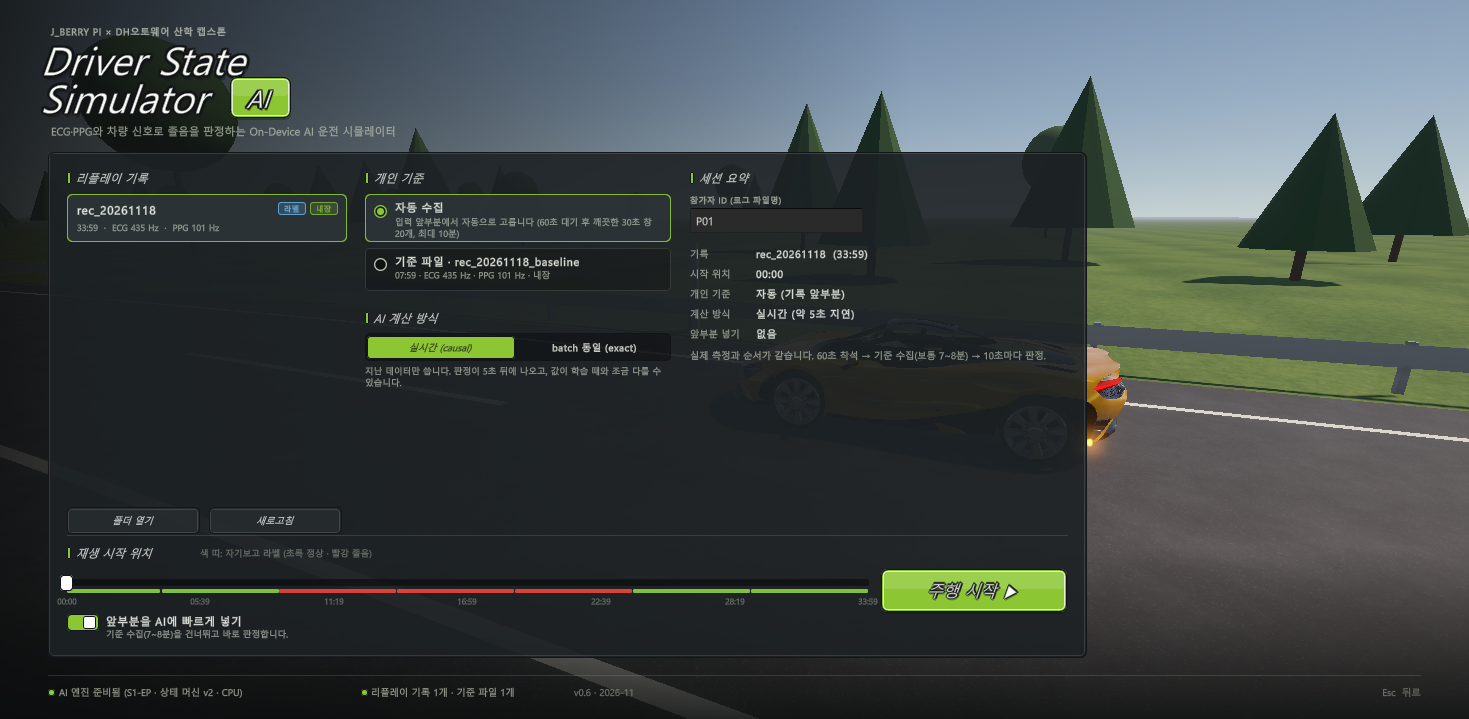 J_BERRY PI × DH오토웨이 산학 캡스톤
Driver State
Simulator AI
ECG·PPG와 차량 신호로 졸음을 판정하는 On-Device AI 운전 시뮬레이터
리플레이 기록
rec_20261118
라벨
내장
33:59 · ECG 435 Hz · PPG 101 Hz
폴더 열기
새로고침
개인 기준
자동 수집
입력 앞부분에서 자동으로 고릅니다 (60초 대기 후 깨끗한 30초 창
20개, 최대 10분)
기준 파일 · rec_20261118_baseline
07:59 · ECG 435 Hz · PPG 101 Hz · 내장
AI 계산 방식
실시간 (causal)
batch 동일 (exact)
지난 데이터만 씁니다. 판정이 5초 뒤에 나오고, 값이 학습 때와 조금 다를 수
있습니다.
세션 요약
참가자 ID (로그 파일명)
P01
기록 rec_20261118 (33:59)
시작 위치 00:00
개인 기준 자동 (기록 앞부분)
계산 방식 실시간 (약 5초 지연)
앞부분 넣기 없음
실제 측정과 순서가 같습니다. 60초 착석 → 기준 수집(보통 7~8분) → 10초마다 판정.
재생 시작 위치
색 띠: 자기보고 라벨 (초록 정상 · 빨강 졸음)
00:00 05:39 11:19 16:59 22:39 28:19 33:59
주행 시작 ▶
앞부분을 AI에 빠르게 넣기
기준 수집(7~8분)을 건너뛰고 바로 판정합니다.
AI 엔진 준비됨 (S1-EP · 상태 머신 v2 · CPU)
리플레이 기록 1개 · 기준 파일 1개
v0.6 · 2026-11
Esc 뒤로